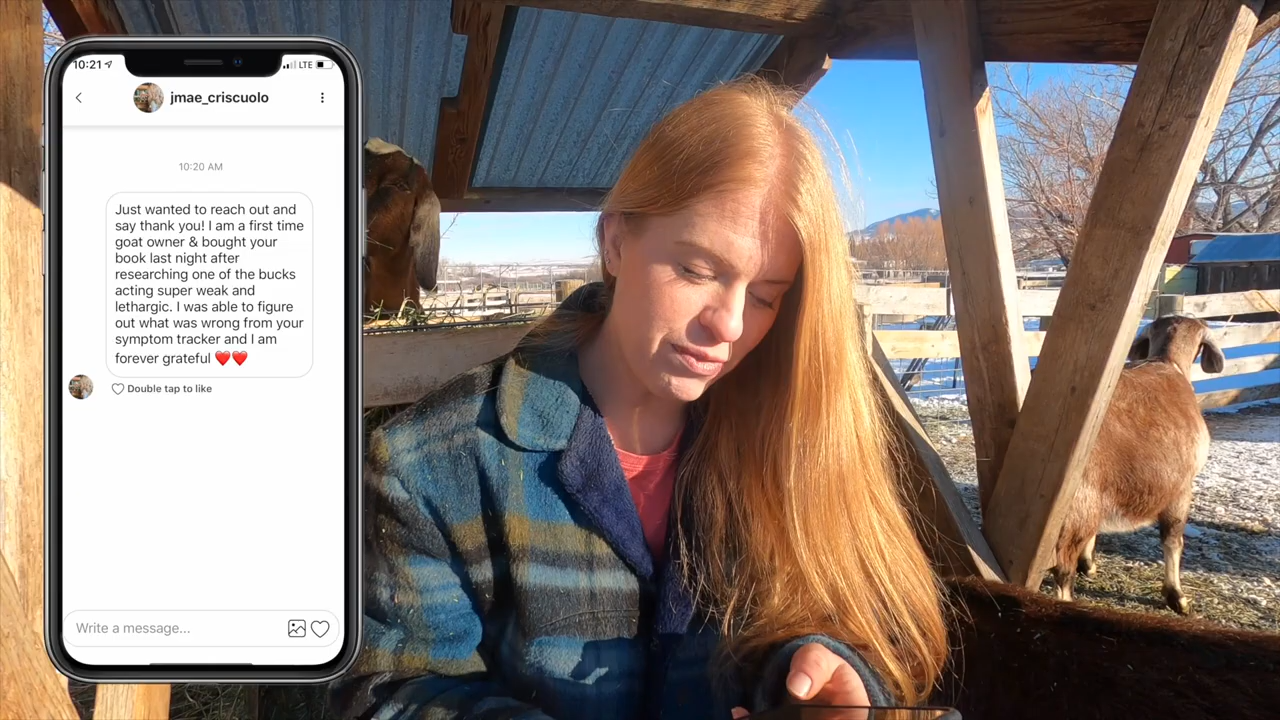 10:21 LTE
jmae_criscuolo
10:20 AM
Just wanted to reach out and
say thank you! I am a first time
goat owner & bought your
book last night after
researching one of the bucks
acting super weak and
lethargic. I was able to figure
out what was wrong from your
symptom tracker and I am
forever grateful ❤️❤️
Double tap to like
Write a message...